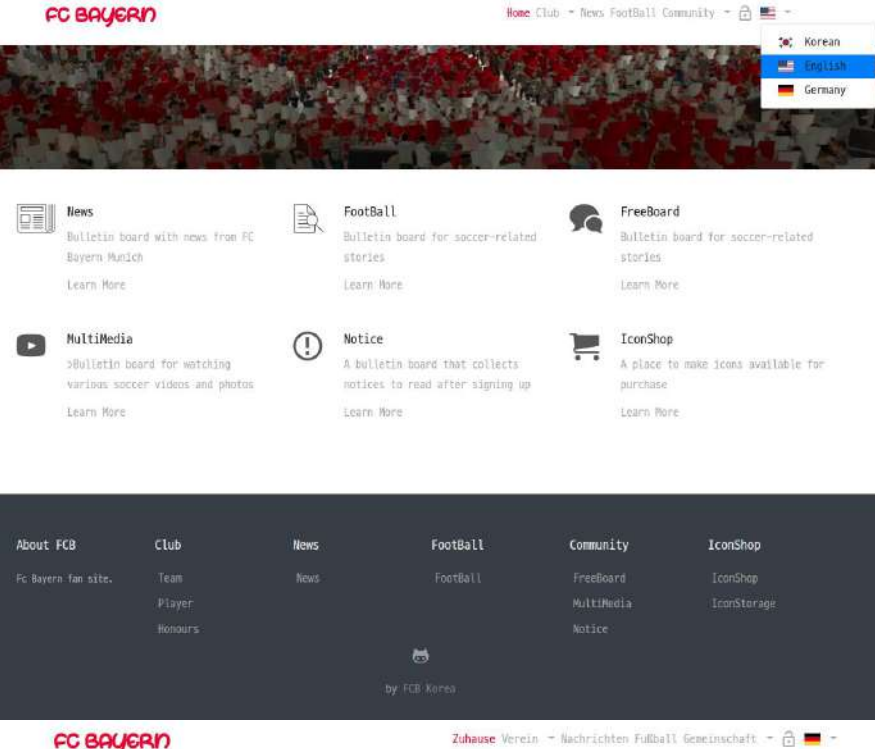 FC BAYERN
Home Club News FootBall Community
Korean
English
Germany
News
Bulletin board with news from FC
Bayern Munich
Learn More
FootBall
Bulletin board for soccer-related
stories
Learn More
FreeBoard
Bulletin board for soccer-related
stories
Learn More
MultiMedia
>Bulletin board for watching
various soccer videos and photos
Learn More
Notice
A bulletin board that collects
notices to read after signing up
Learn More
IconShop
A place to make icons available for
purchase
Learn More
About FCB
Fc Bayern fan site.
Club
Team
Player
Honours
News
News
FootBall
FootBall
Community
FreeBoard
MultiMedia
Notice
IconShop
IconShop
IconStorage
by FCB Korea
FC BAYERN
Zuhause Verein Nachrichten Fußball Gemeinschaft